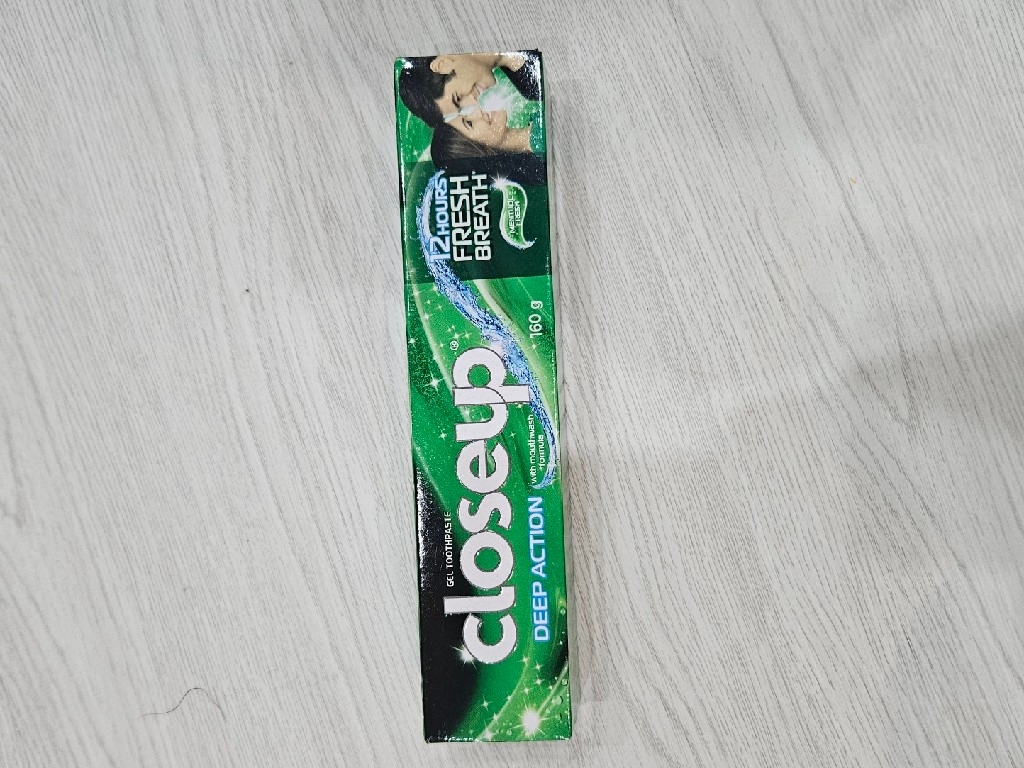 GEL TOOTHPASTE
closeup®
DEEP ACTION
with mouthwash
formula
160 g
12 HOURS
FRESH
BREATH*
MENTHOL
FRESH